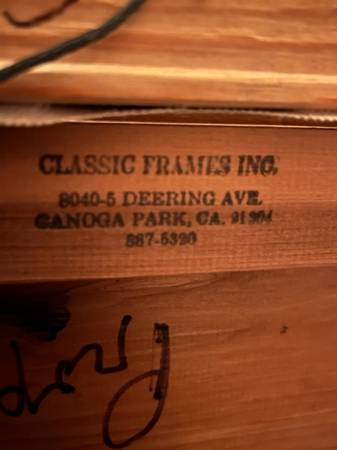 CLASSIC FRAMES INC.
8040-5 DEERING AVE.
CANOGA PARK, CA. 91304
887-5390